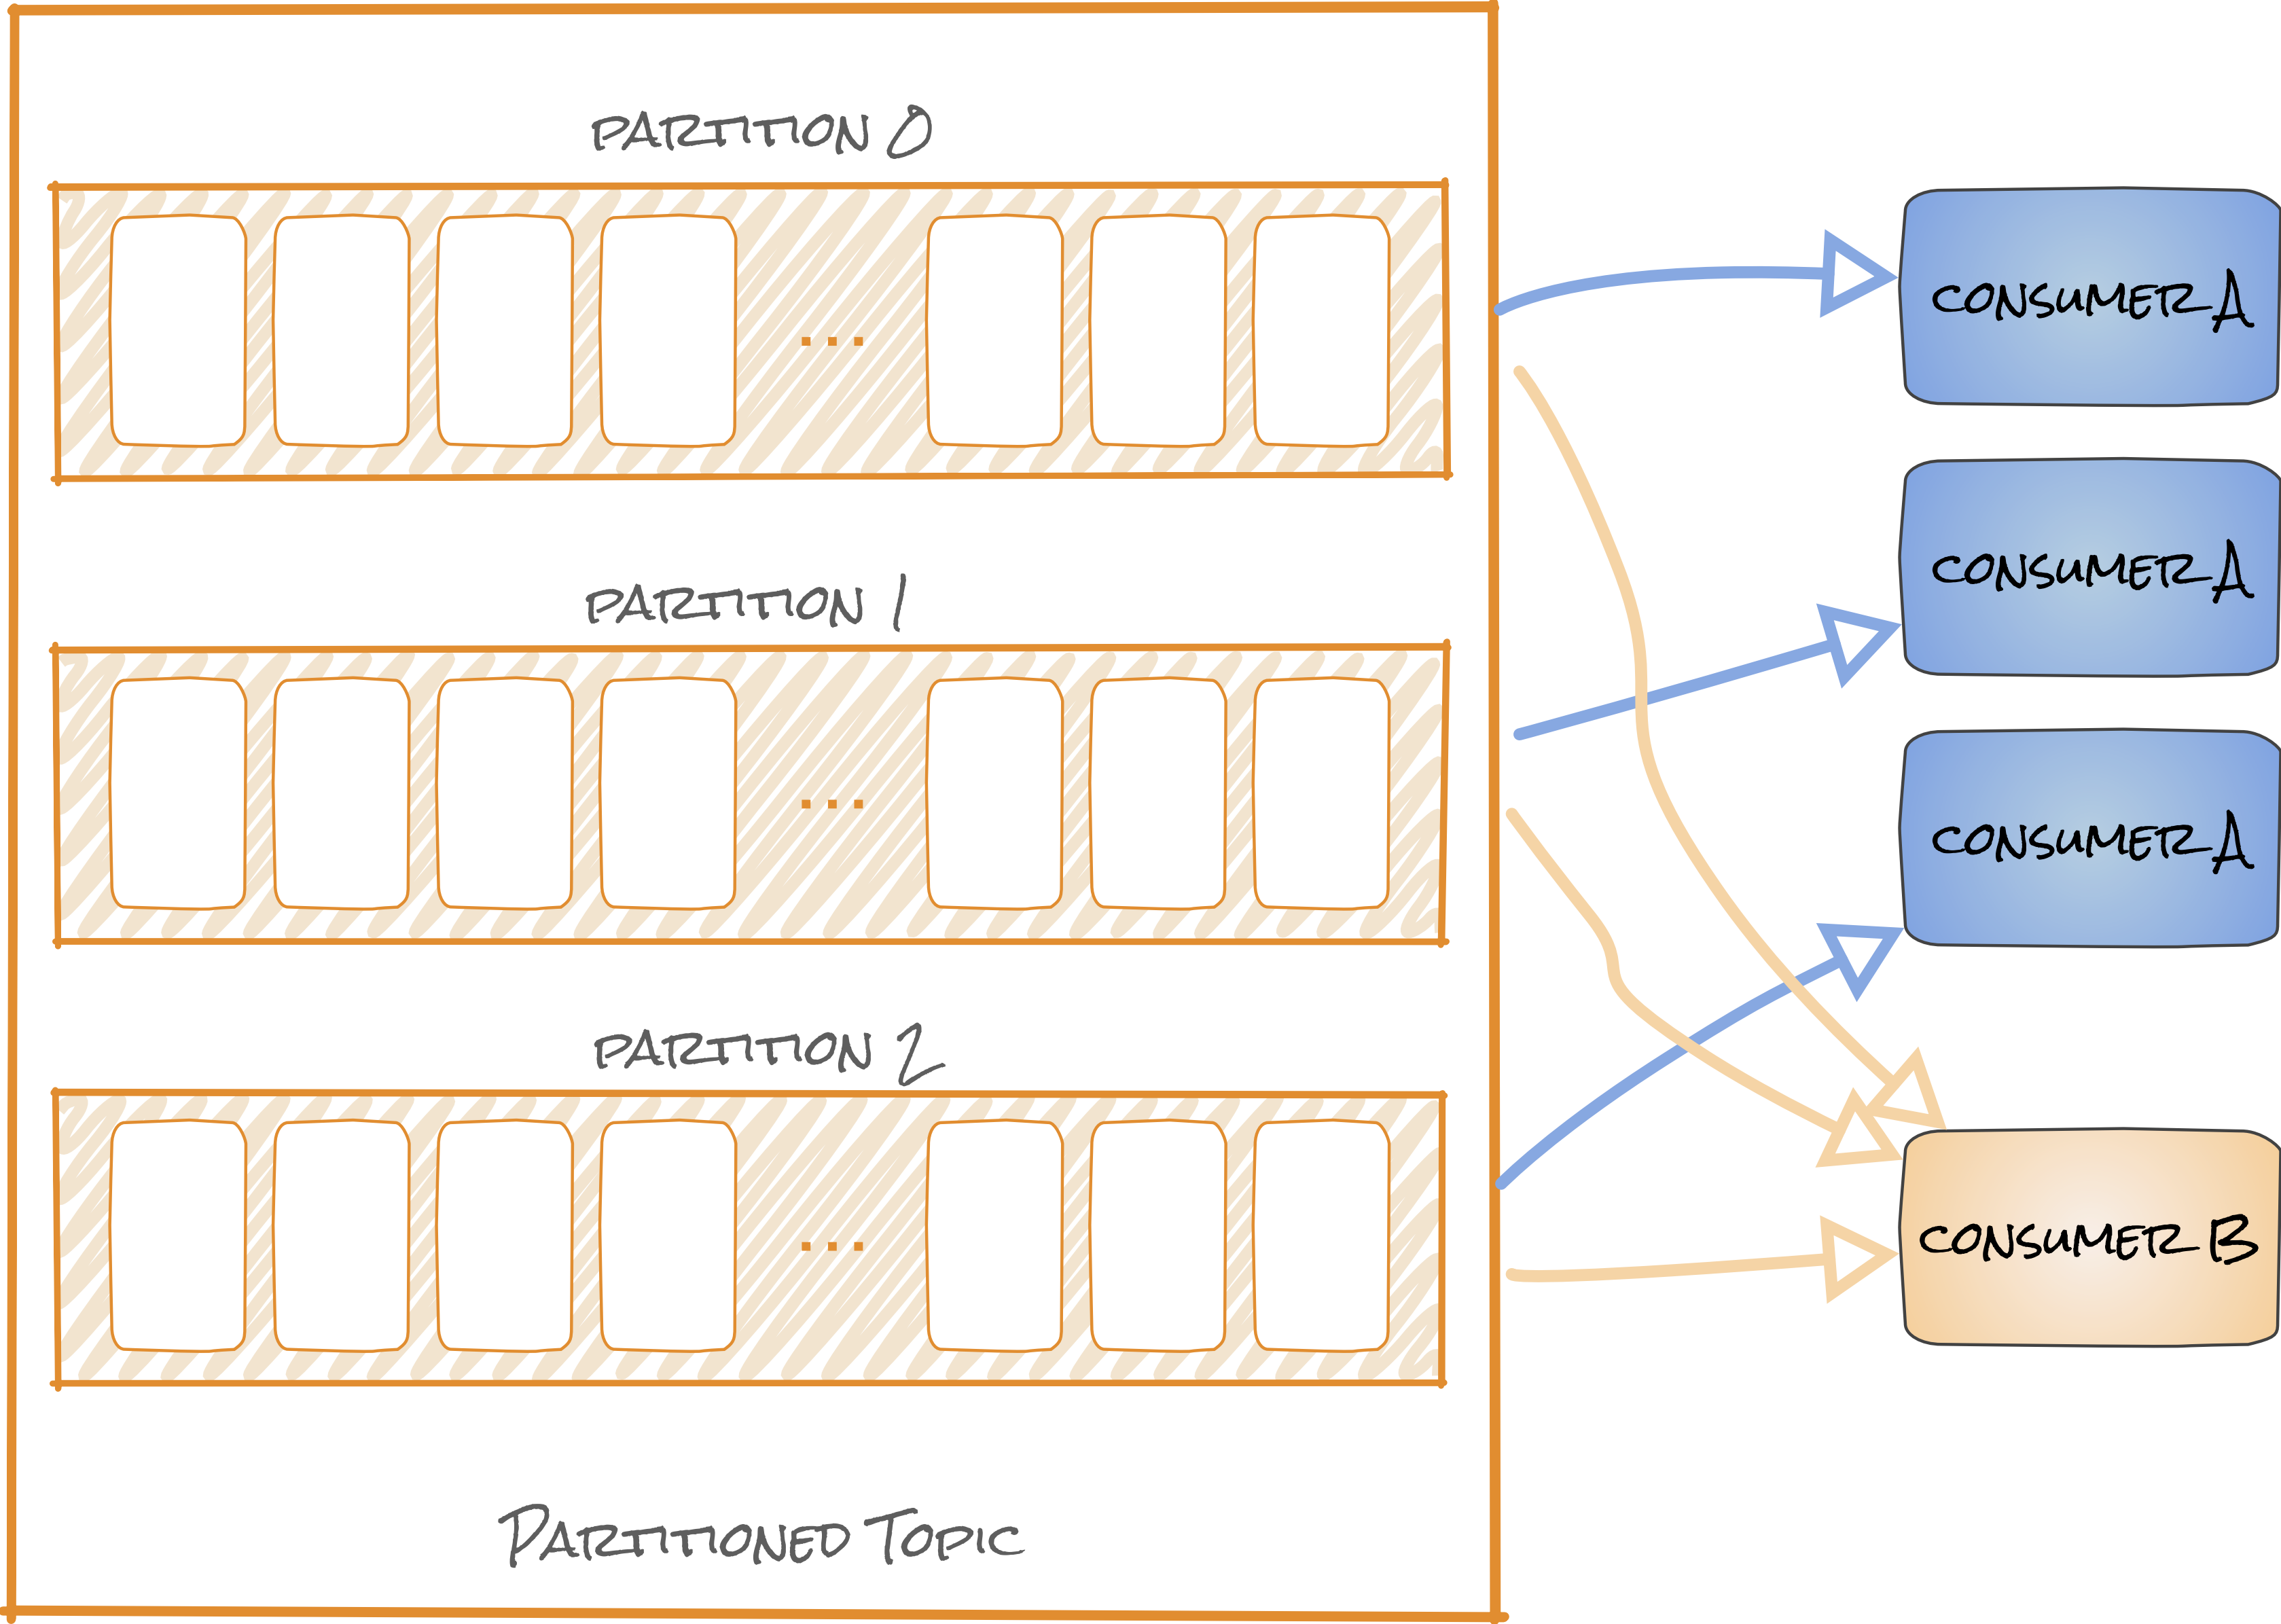 PARTITION 0
...
CONSUMER A
PARTITION 1
...
CONSUMER A
CONSUMER A
PARTITION 2
...
CONSUMER B
PARTITIONED TOPIC